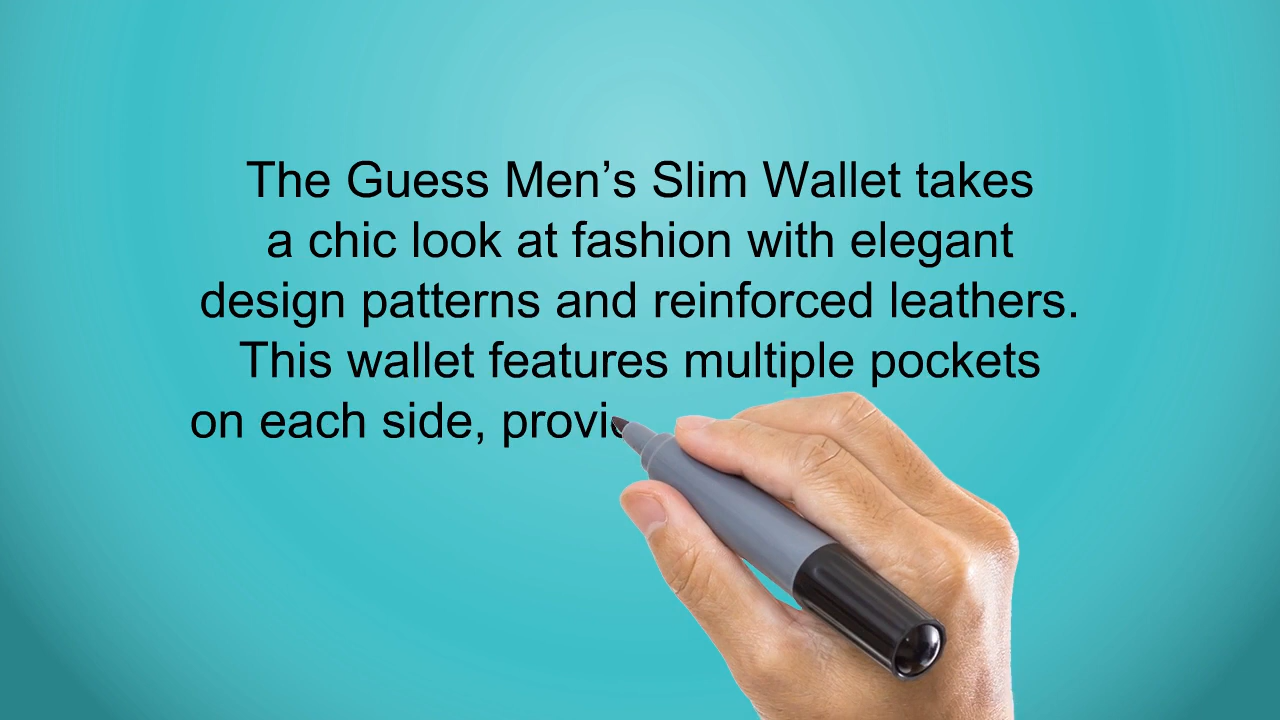 The Guess Men’s Slim Wallet takes
a chic look at fashion with elegant
design patterns and reinforced leathers.
This wallet features multiple pockets
on each side,